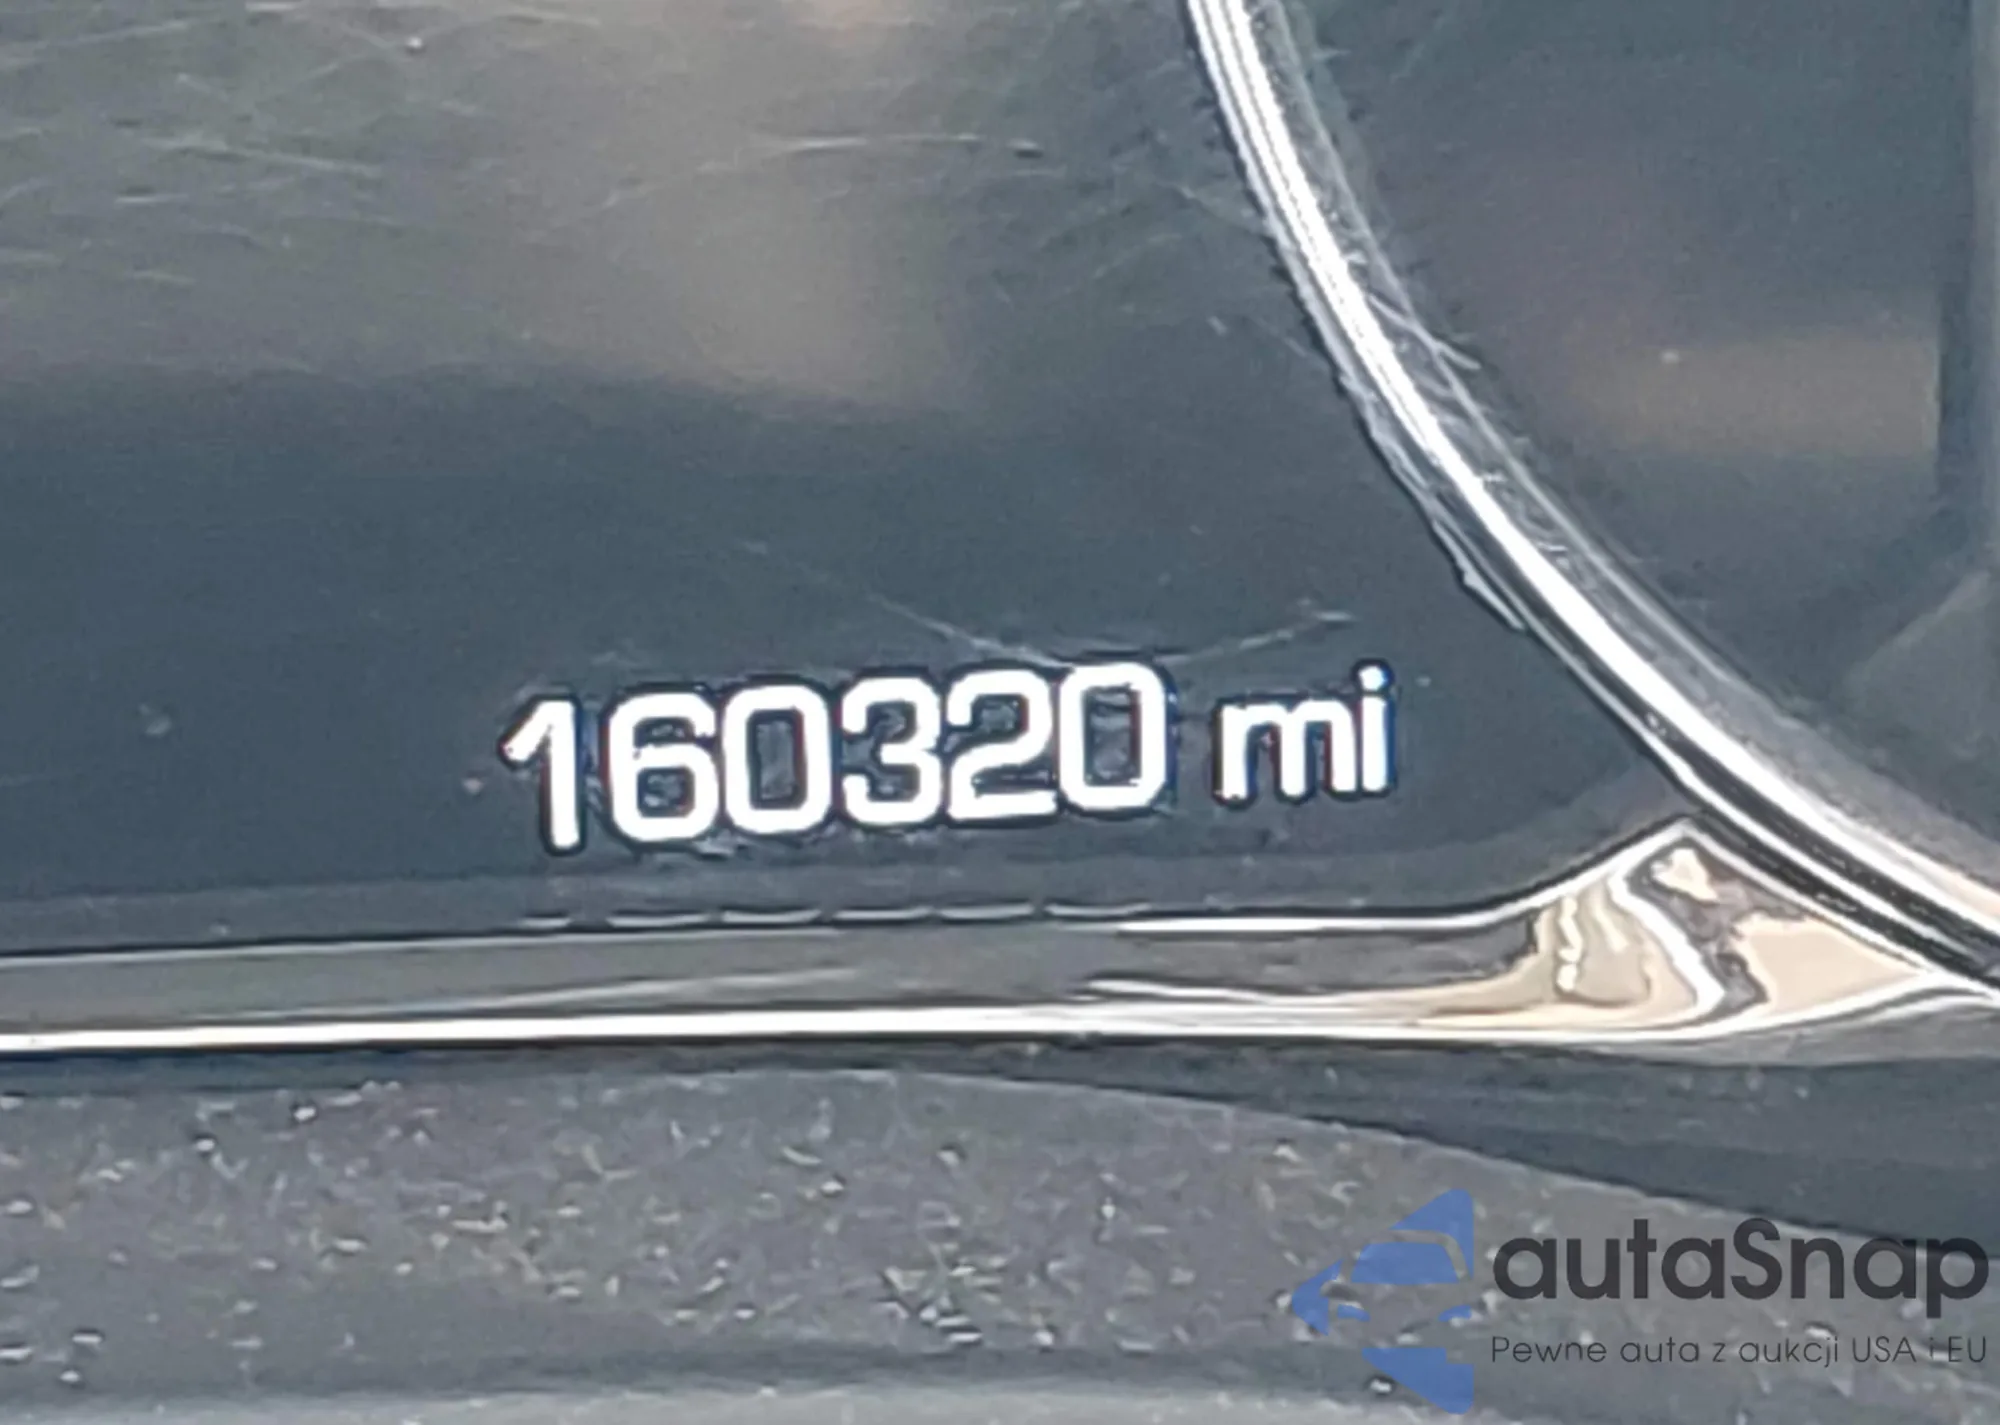 160320 mi
autaSnap
Pewne auta z aukcji USA i EU